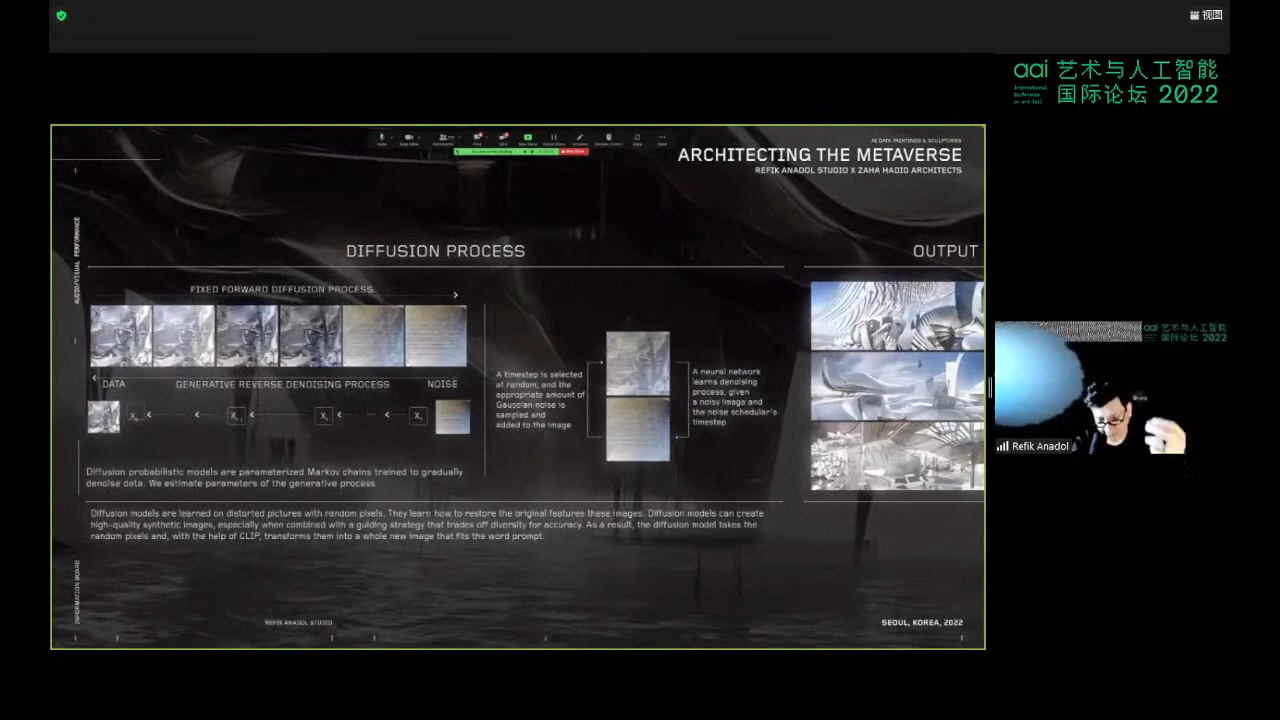 视图
aai 艺术与人工智能
International
Conference
on art (ai)
国际论坛 2022
AI DATA PAINTINGS & SCULPTURES
ARCHITECTING THE METAVERSE
REFIK ANADOL STUDIO X ZAHA HADID ARCHITECTS
AUDIO/VISUAL PERFORMANCE
DIFFUSION PROCESS
OUTPUT
FIXED FORWARD DIFFUSION PROCESS
DATA
GENERATIVE REVERSE DENOISING PROCESS
NOISE
A timestep is selected
at random, and the
appropriate amount of
Gaussian noise is
sampled and
added to the image
A neural network
learns denoising
process, given
a noisy image and
the noise schedular's
timestep
Diffusion probabilistic models are parameterized Markov chains trained to gradually
denoise data. We estimate parameters of the generative process
Diffusion models are learned on distorted pictures with random pixels. They learn how to restore the original features these images. Diffusion models can create
high-quality synthetic images, especially when combined with a guiding strategy that trades off diversity for accuracy. As a result, the diffusion model takes the
random pixels and, with the help of CLIP, transforms them into a whole new image that fits the word prompt.
INFORMATION BOARD
REFIK ANADOL STUDIO
SEOUL, KOREA, 2022
aai 艺术与人工智能
国际论坛 2022
Refik Anadol